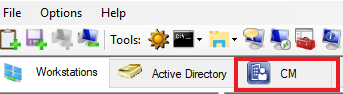 File Options Help
Tools:
Workstations Active Directory CM